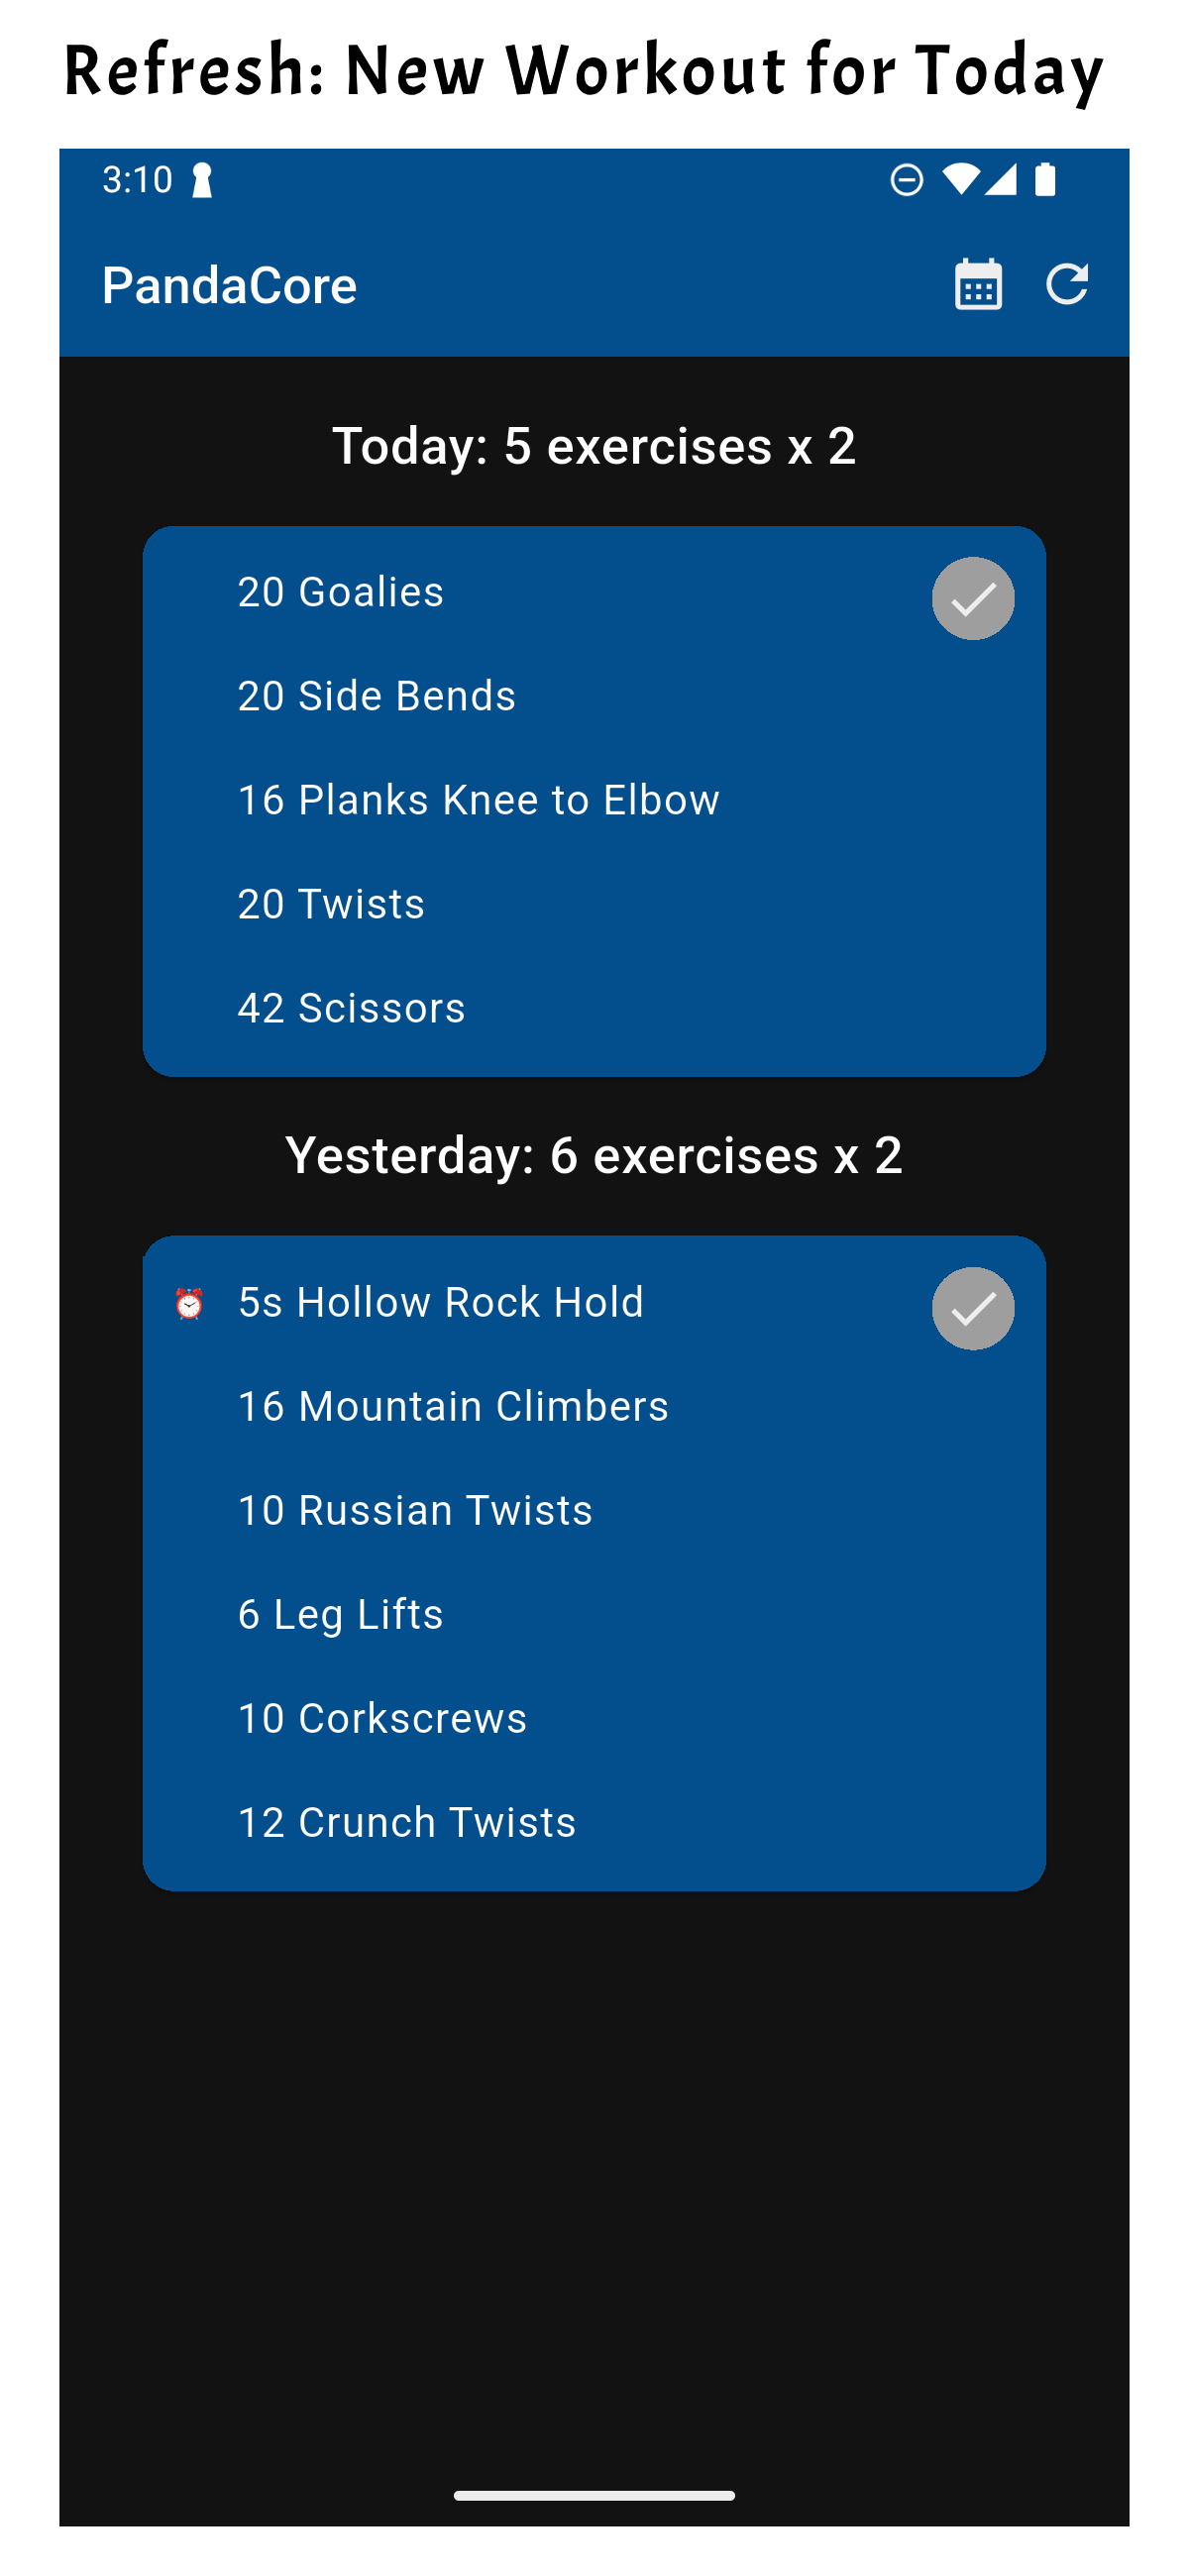 Refresh: New Workout for Today
3:10
PandaCore
Today: 5 exercises x 2
20 Goalies
20 Side Bends
16 Planks Knee to Elbow
20 Twists
42 Scissors
Yesterday: 6 exercises x 2
5s Hollow Rock Hold
16 Mountain Climbers
10 Russian Twists
6 Leg Lifts
10 Corkscrews
12 Crunch Twists